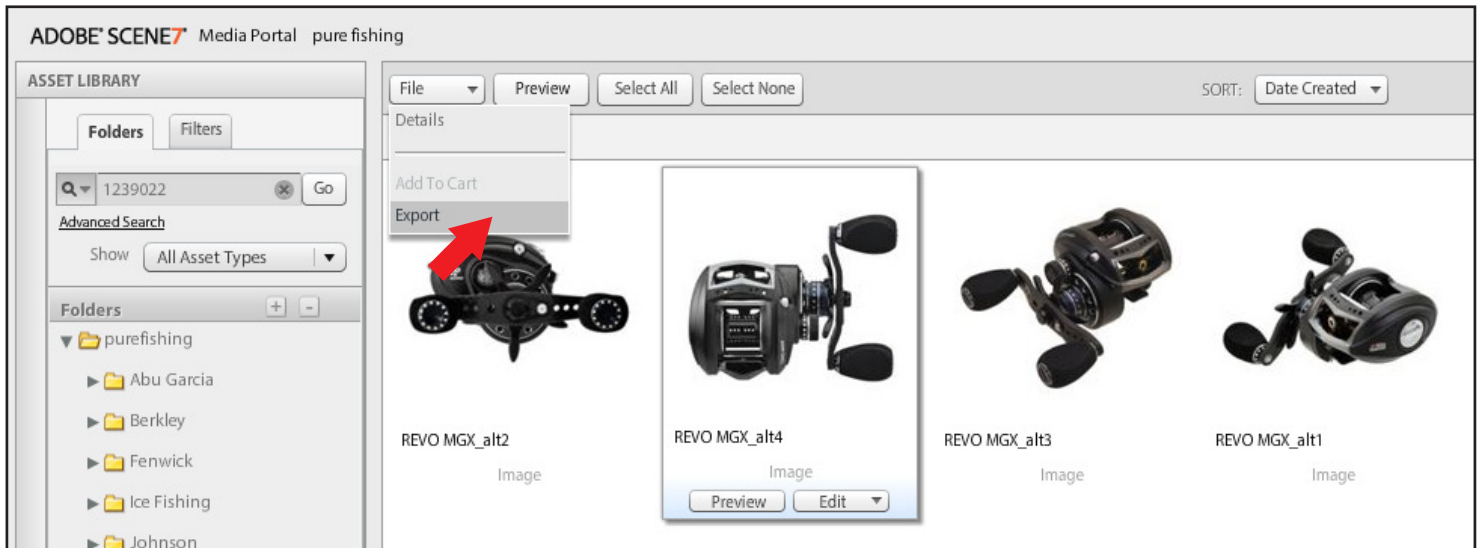 ADOBE® SCENE7® Media Portal pure fishing
ASSET LIBRARY
Folders Filters
1239022 Go
Advanced Search
Show All Asset Types
Folders + -
purefishing
Abu Garcia
Berkley
Fenwick
Ice Fishing
Johnson
File Preview Select All Select None SORT: Date Created
Details
Add To Cart
Export
REVO MGX_alt2
Image
REVO MGX_alt4
Image
Preview Edit
REVO MGX_alt3
Image
REVO MGX_alt1
Image